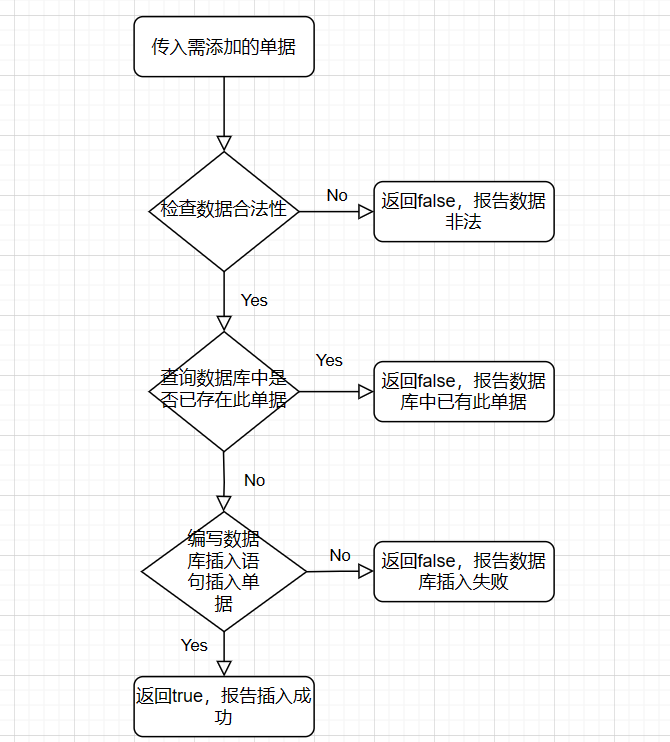 传入需添加的单据
检查数据合法性
No
返回false，报告数据
非法
Yes
查询数据库中是
否已存在此单据
Yes
返回false，报告数据
库中已有此单据
No
编写数据
库插入语
句插入单
据
No
返回false，报告数据
库插入失败
Yes
返回true，报告插入成
功